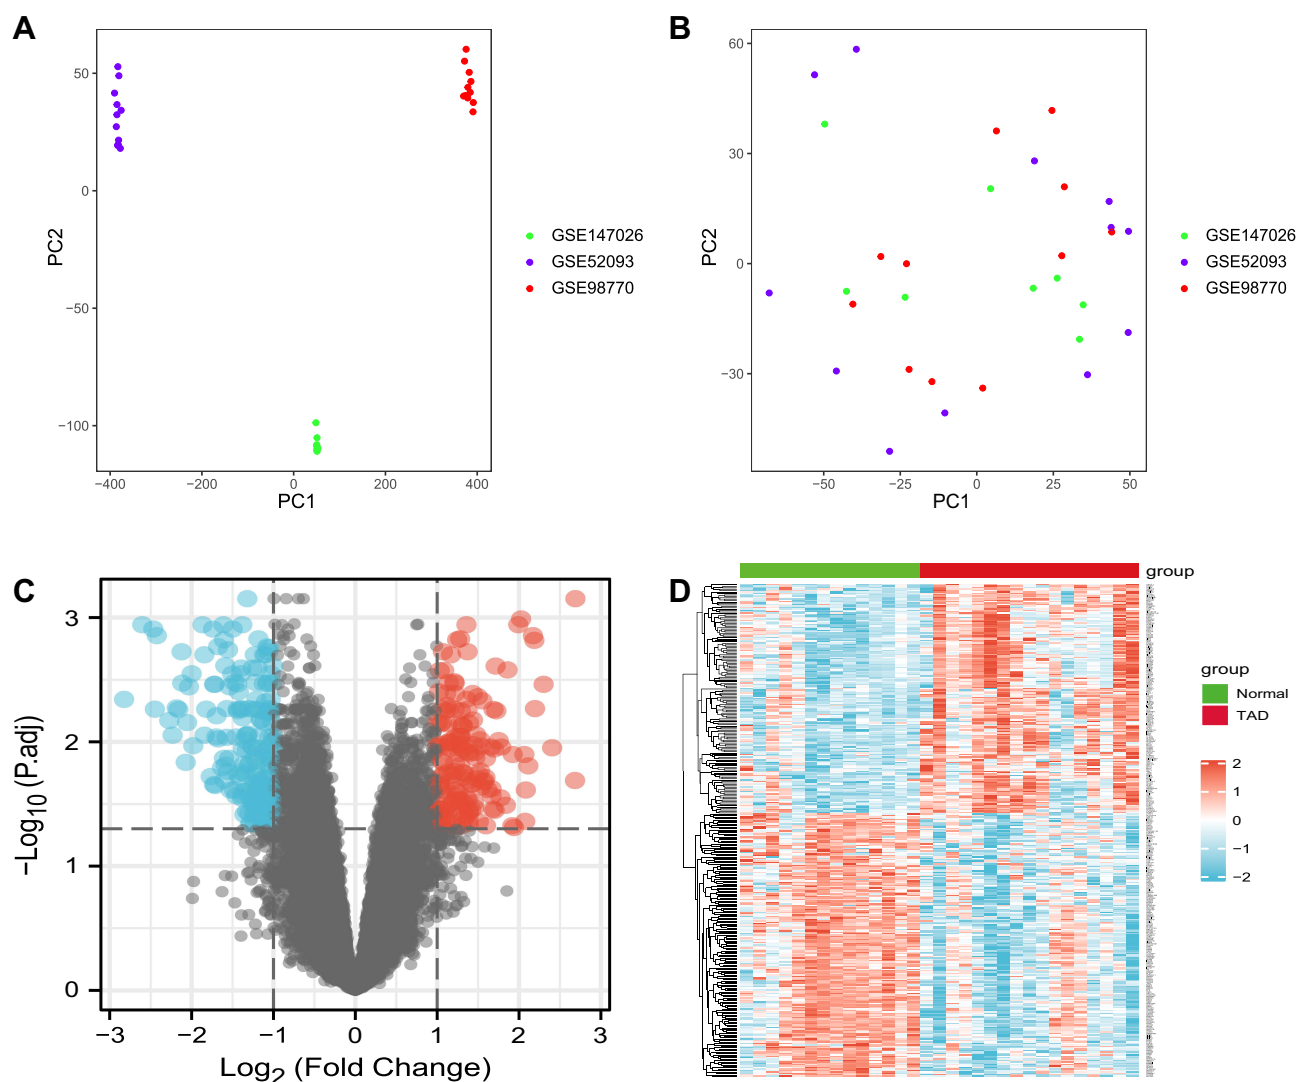 A
50
0
−50
−100
PC2
−400
−200
0
200
400
PC1
GSE147026
GSE52093
GSE98770
B
60
30
0
−30
PC2
−50
−25
0
25
50
PC1
GSE147026
GSE52093
GSE98770
C
3
2
1
0
−Log10 (P.adj)
−3
−2
−1
0
1
2
3
Log2 (Fold Change)
D
group
group
Normal
TAD
2
1
0
−1
−2